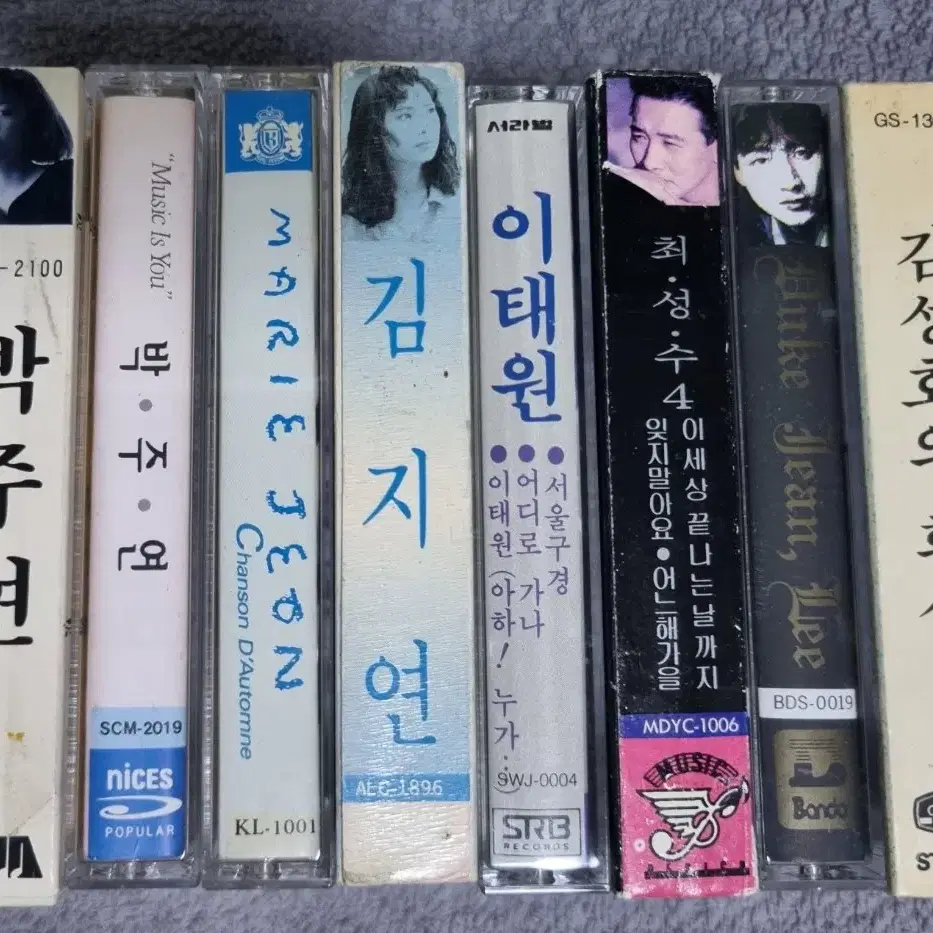 -2100
박주연
"Music Is You"
박·주·연
SCM-2019
nices
POPULAR
MARIE JEON
Chanson D'Automne
KL-1001
김지연
AEC-1896
서라벌
이태원
●서울구경
●어디로 가나
●이태원 (아하! 누가..)
SWJ-0004
SRB
RECORDS
최·성·수 4
이세상 끝나는날 까지
잊지말아요●어느해가을
MDYC-1006
MUSIC
Jean, Lee
BDS-0019
Bando
GS-13
김성희의